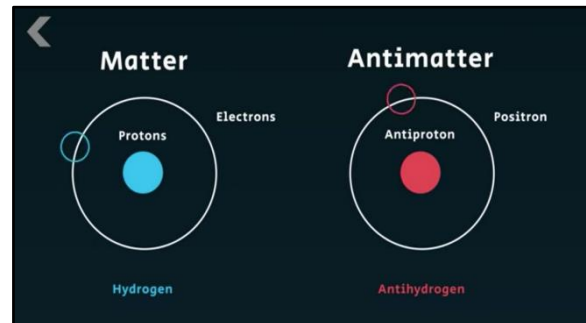 Matter
Antimatter
Electrons
Positron
Protons
Antiproton
Hydrogen
Antihydrogen